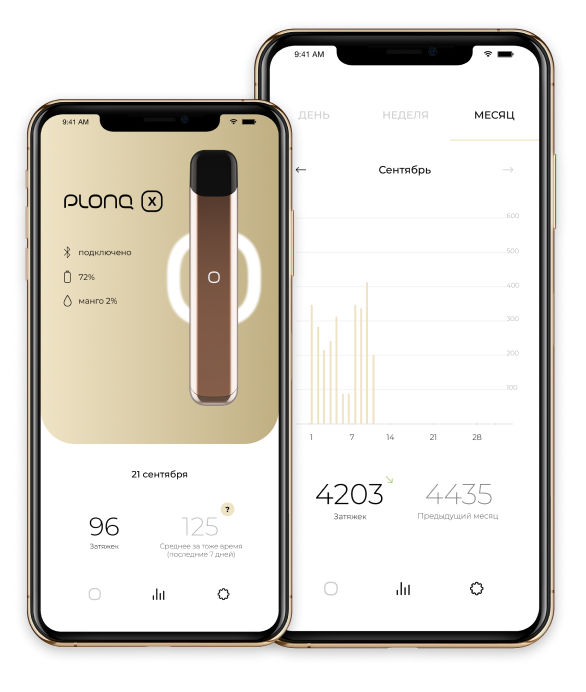 9:41 AM
PLONQ X
подключено
72%
манго 2%
21 сентября
96
Затяжек
?
125
Среднее за тоже время
(последние 7 дней)
9:41 AM
ДЕНЬ НЕДЕЛЯ МЕСЯЦ
← Сентябрь →
600
500
400
300
200
100
1 7 14 21 28
4203
Затяжек
4435
Предыдущий месяц